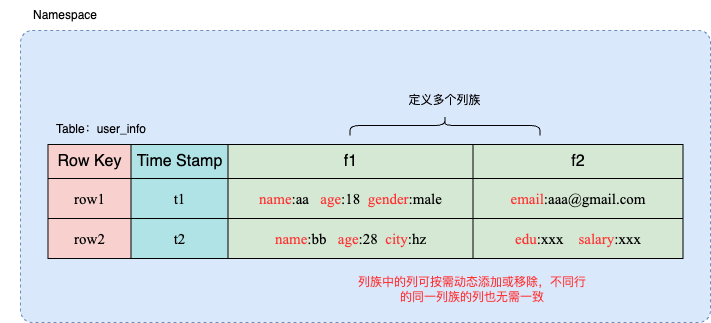 Namespace
定义多个列族
Table：user_info
Row Key Time Stamp f1 f2
row1 t1 name:aa age:18 gender:male email:aaa@gmail.com
row2 t2 name:bb age:28 city:hz edu:xxx salary:xxx
列族中的列可按需动态添加或移除，不同行
的同一列族的列也无需一致